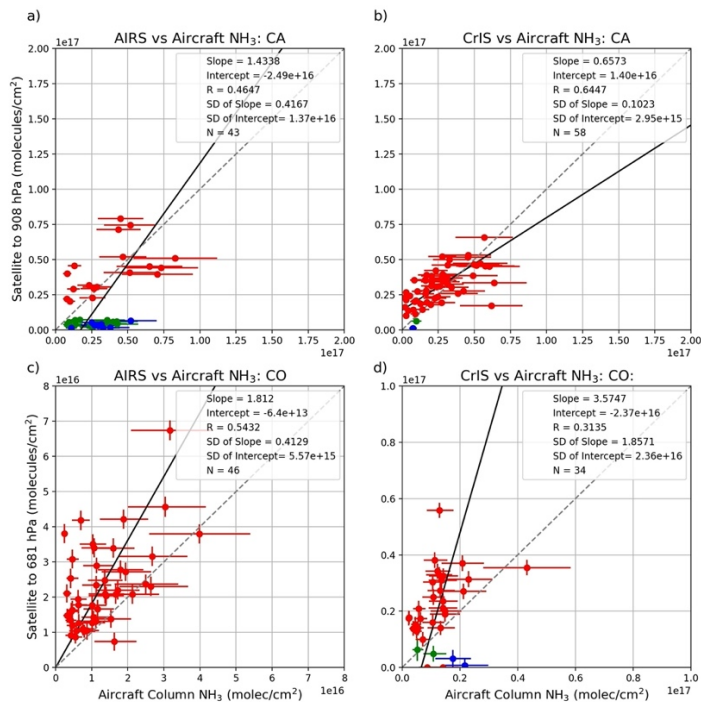 a)
AIRS vs Aircraft NH3: CA
1e17
2.00
1.75
1.50
1.25
1.00
0.75
0.50
0.25
0.00
Satellite to 908 hPa (molecules/cm²)
Slope = 1.4338
Intercept = -2.49e+16
R = 0.4647
SD of Slope = 0.4167
SD of Intercept= 1.37e+16
N = 43
0.00 0.25 0.50 0.75 1.00 1.25 1.50 1.75 2.00
1e17
b)
CrIS vs Aircraft NH3: CA
1e17
2.00
1.75
1.50
1.25
1.00
0.75
0.50
0.25
0.00
Slope = 0.6573
Intercept = 1.40e+16
R = 0.6447
SD of Slope = 0.1023
SD of Intercept= 2.95e+15
N = 58
0.00 0.25 0.50 0.75 1.00 1.25 1.50 1.75 2.00
1e17
c)
AIRS vs Aircraft NH3: CO
1e16
8
7
6
5
4
3
2
1
0
Satellite to 681 hPa (molecules/cm²)
Slope = 1.812
Intercept = -6.4e+13
R = 0.5432
SD of Slope = 0.4129
SD of Intercept= 5.57e+15
N = 46
0 1 2 3 4 5 6 7 8
1e16
Aircraft Column NH3 (molec/cm²)
d)
CrIS vs Aircraft NH3: CO:
1e17
1.0
0.8
0.6
0.4
0.2
0.0
Slope = 3.5747
Intercept = -2.37e+16
R = 0.3135
SD of Slope = 1.8571
SD of Intercept= 2.36e+16
N = 34
0.0 0.2 0.4 0.6 0.8 1.0
1e17
Aircraft Column NH3 (molec/cm²)